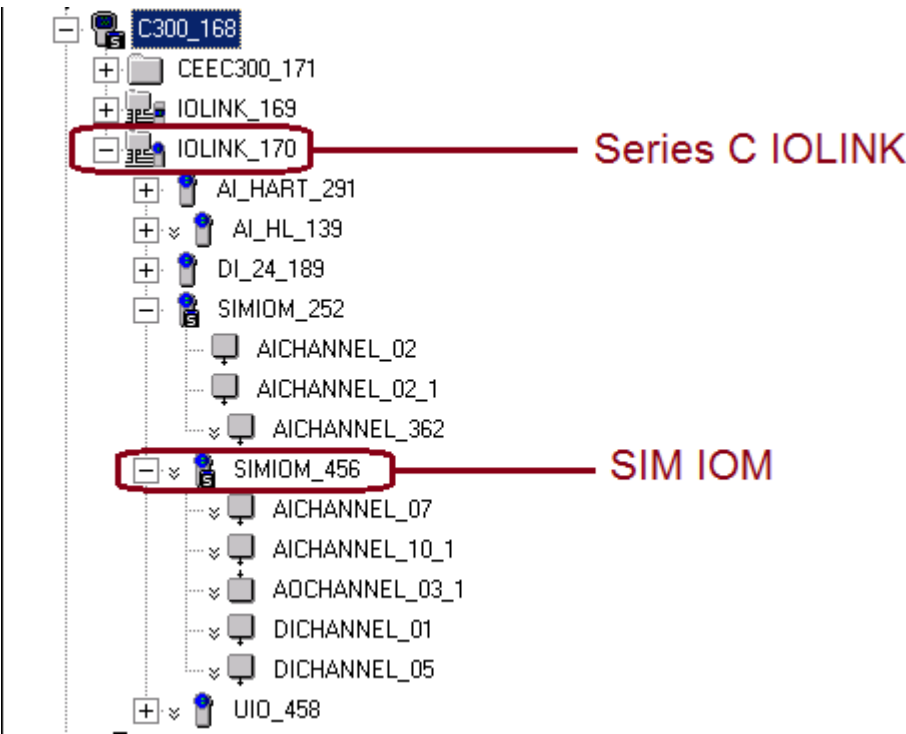 C300_168
CEEC300_171
IOLINK_169
IOLINK_170
Series C IOLINK
AI_HART_291
AI_HL_139
DI_24_189
SIMIOM_252
AICHANNEL_02
AICHANNEL_02_1
AICHANNEL_362
SIMIOM_456
SIM IOM
AICHANNEL_07
AICHANNEL_10_1
AOCHANNEL_03_1
DICHANNEL_01
DICHANNEL_05
UIO_458